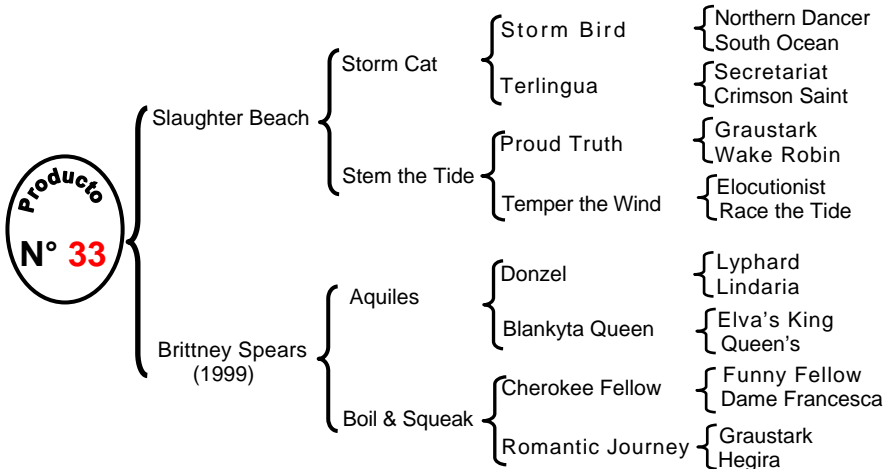 Producto
N° 33
Slaughter Beach
Brittney Spears
(1999)
Storm Cat
Stem the Tide
Aquiles
Boil & Squeak
Storm Bird
Terlingua
Proud Truth
Temper the Wind
Donzel
Blankyta Queen
Cherokee Fellow
Romantic Journey
Northern Dancer
South Ocean
Secretariat
Crimson Saint
Graustark
Wake Robin
Elocutionist
Race the Tide
Lyphard
Lindaria
Elva's King
Queen's
Funny Fellow
Dame Francesca
Graustark
Hegira